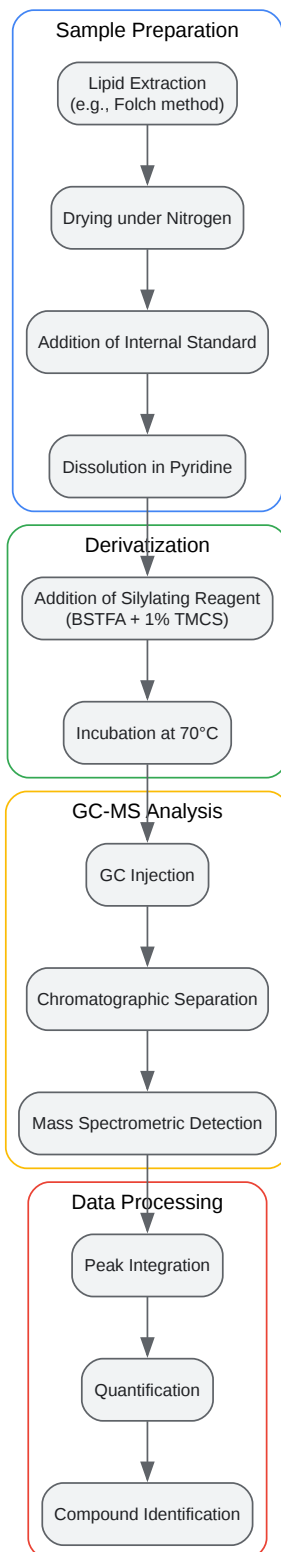 Sample Preparation
Lipid Extraction
(e.g., Folch method)
Drying under Nitrogen
Addition of Internal Standard
Dissolution in Pyridine
Derivatization
Addition of Silylating Reagent
(BSTFA + 1% TMCS)
Incubation at 70°C
GC-MS Analysis
GC Injection
Chromatographic Separation
Mass Spectrometric Detection
Data Processing
Peak Integration
Quantification
Compound Identification